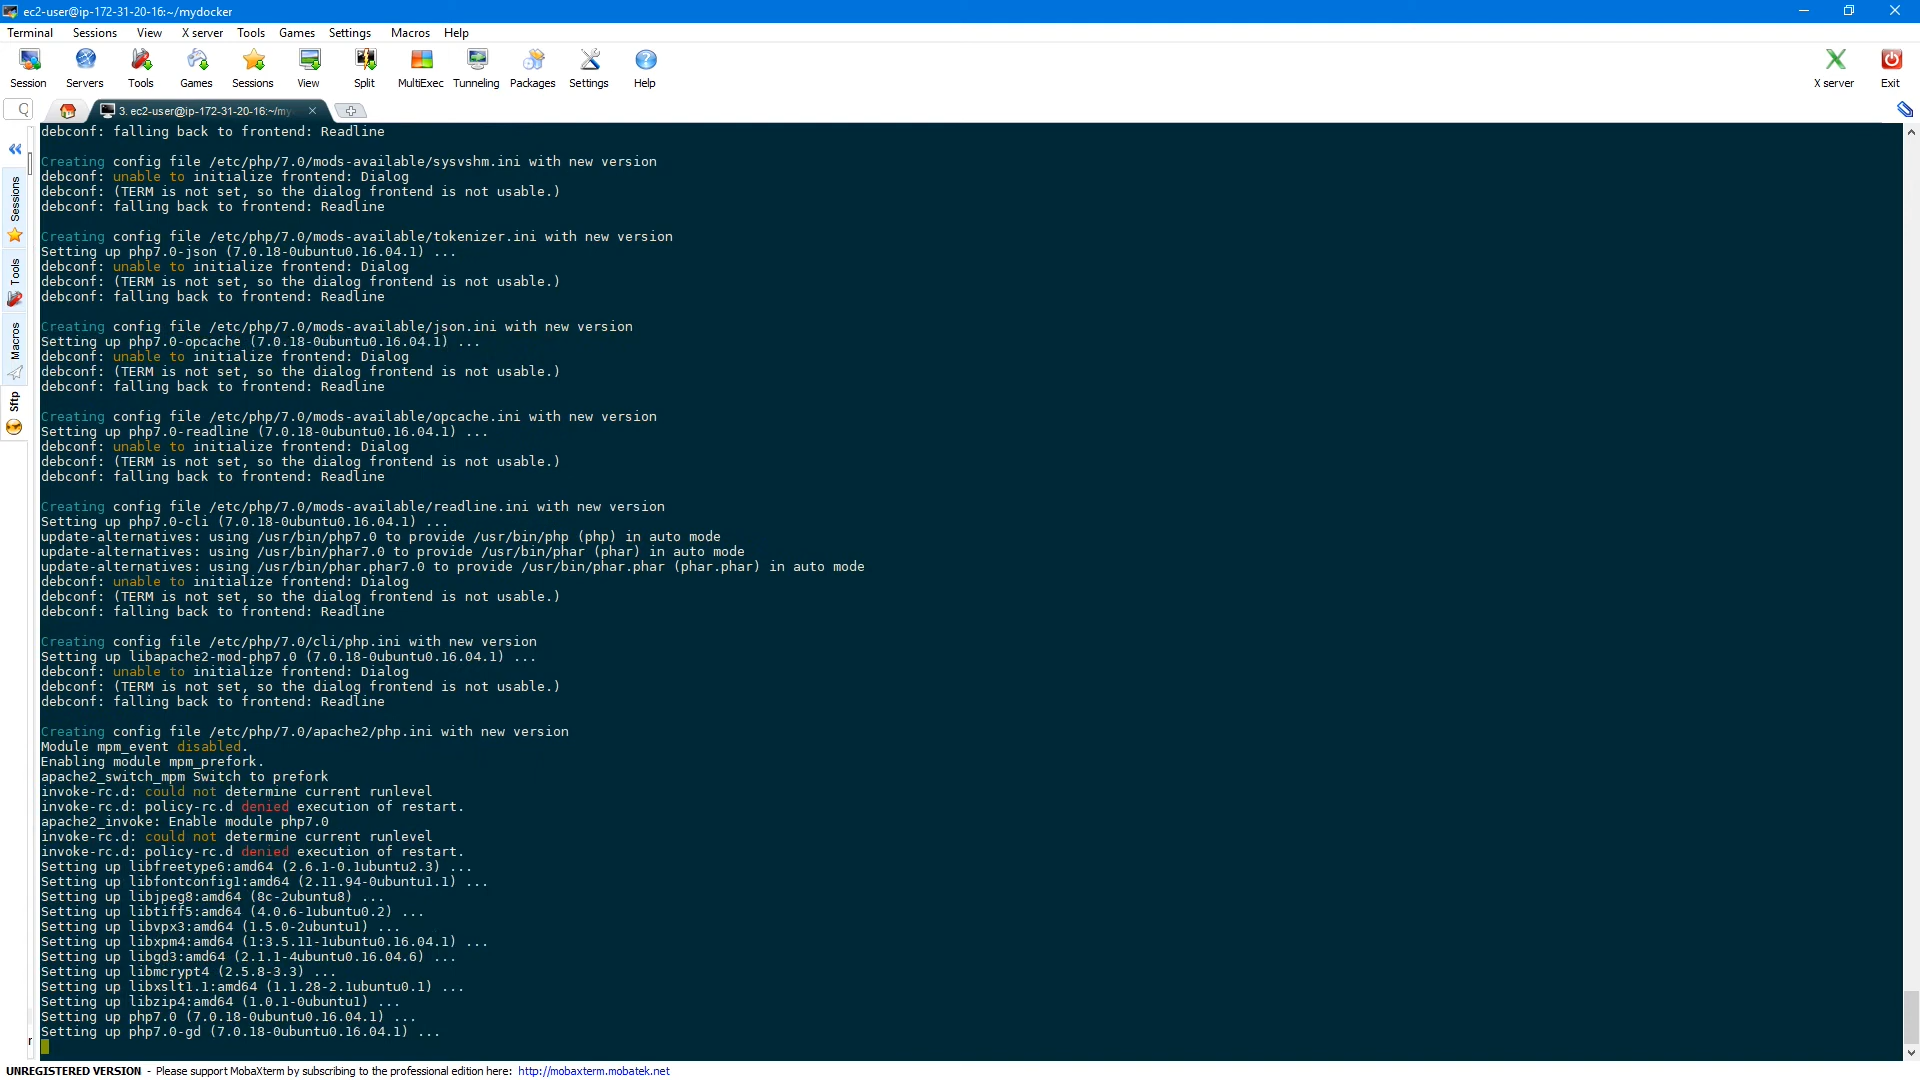 ec2-user@ip-172-31-20-16:~/mydocker
Terminal Sessions View X server Tools Games Settings Macros Help
Session Servers Tools Games Sessions View Split MultiExec Tunneling Packages Settings Help X server Exit
3. ec2-user@ip-172-31-20-16:~/my
Sessions
Tools
Macros
Sftp
debconf: falling back to frontend: Readline
Creating config file /etc/php/7.0/mods-available/sysvshm.ini with new version
debconf: unable to initialize frontend: Dialog
debconf: (TERM is not set, so the dialog frontend is not usable.)
debconf: falling back to frontend: Readline
Creating config file /etc/php/7.0/mods-available/tokenizer.ini with new version
Setting up php7.0-json (7.0.18-0ubuntu0.16.04.1) ...
debconf: unable to initialize frontend: Dialog
debconf: (TERM is not set, so the dialog frontend is not usable.)
debconf: falling back to frontend: Readline
Creating config file /etc/php/7.0/mods-available/json.ini with new version
Setting up php7.0-opcache (7.0.18-0ubuntu0.16.04.1) ...
debconf: unable to initialize frontend: Dialog
debconf: (TERM is not set, so the dialog frontend is not usable.)
debconf: falling back to frontend: Readline
Creating config file /etc/php/7.0/mods-available/opcache.ini with new version
Setting up php7.0-readline (7.0.18-0ubuntu0.16.04.1) ...
debconf: unable to initialize frontend: Dialog
debconf: (TERM is not set, so the dialog frontend is not usable.)
debconf: falling back to frontend: Readline
Creating config file /etc/php/7.0/mods-available/readline.ini with new version
Setting up php7.0-cli (7.0.18-0ubuntu0.16.04.1) ...
update-alternatives: using /usr/bin/php7.0 to provide /usr/bin/php (php) in auto mode
update-alternatives: using /usr/bin/phar7.0 to provide /usr/bin/phar (phar) in auto mode
update-alternatives: using /usr/bin/phar.phar7.0 to provide /usr/bin/phar.phar (phar.phar) in auto mode
debconf: unable to initialize frontend: Dialog
debconf: (TERM is not set, so the dialog frontend is not usable.)
debconf: falling back to frontend: Readline
Creating config file /etc/php/7.0/cli/php.ini with new version
Setting up libapache2-mod-php7.0 (7.0.18-0ubuntu0.16.04.1) ...
debconf: unable to initialize frontend: Dialog
debconf: (TERM is not set, so the dialog frontend is not usable.)
debconf: falling back to frontend: Readline
Creating config file /etc/php/7.0/apache2/php.ini with new version
Module mpm_event disabled.
Enabling module mpm_prefork.
apache2_switch_mpm Switch to prefork
invoke-rc.d: could not determine current runlevel
invoke-rc.d: policy-rc.d denied execution of restart.
apache2_invoke: Enable module php7.0
invoke-rc.d: could not determine current runlevel
invoke-rc.d: policy-rc.d denied execution of restart.
Setting up libfreetype6:amd64 (2.6.1-0.1ubuntu2.3) ...
Setting up libfontconfig1:amd64 (2.11.94-0ubuntu1.1) ...
Setting up libjpeg8:amd64 (8c-2ubuntu8) ...
Setting up libtiff5:amd64 (4.0.6-1ubuntu0.2) ...
Setting up libvpx3:amd64 (1.5.0-2ubuntu1) ...
Setting up libxpm4:amd64 (1:3.5.11-1ubuntu0.16.04.1) ...
Setting up libgd3:amd64 (2.1.1-4ubuntu0.16.04.6) ...
Setting up libmcrypt4 (2.5.8-3.3) ...
Setting up libxslt1.1:amd64 (1.1.28-2.1ubuntu0.1) ...
Setting up libzip4:amd64 (1.0.1-0ubuntu1) ...
Setting up php7.0 (7.0.18-0ubuntu0.16.04.1) ...
Setting up php7.0-gd (7.0.18-0ubuntu0.16.04.1) ...
UNREGISTERED VERSION - Please support MobaXterm by subscribing to the professional edition here: http://mobaxterm.mobatek.net